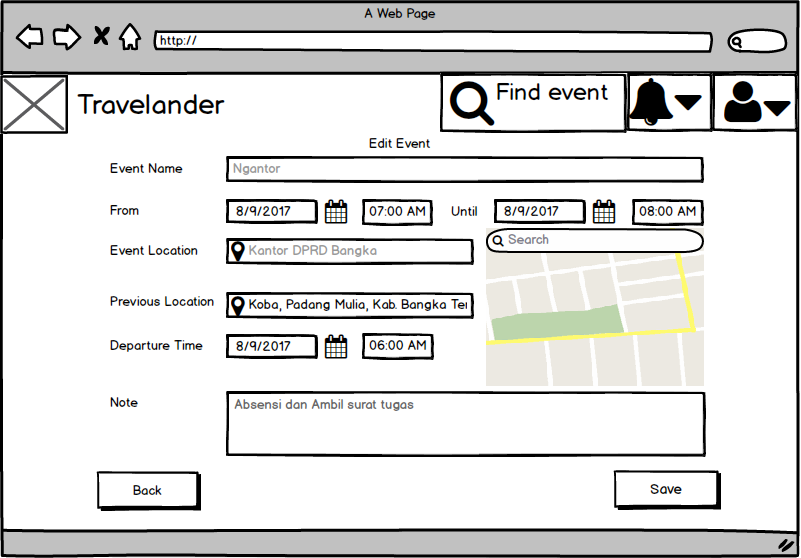 A Web Page
http://
Travelander
Find event
Edit Event
Event Name
Ngantor
From
8/9/2017
07:00 AM
Until
8/9/2017
08:00 AM
Event Location
Kantor DPRD Bangka
Search
Previous Location
Koba, Padang Mulia, Kab. Bangka
Departure Time
8/9/2017
06:00 AM
Note
Absensi dan Ambil surat tugas
Back
Save